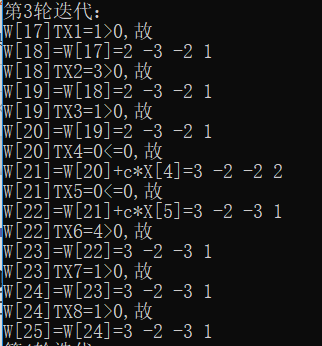 第3轮迭代：
W[17]TX1=1>0,故
W[18]=W[17]=2 -3 -2 1
W[18]TX2=3>0,故
W[19]=W[18]=2 -3 -2 1
W[19]TX3=1>0,故
W[20]=W[19]=2 -3 -2 1
W[20]TX4=0<=0,故
W[21]=W[20]+c*X[4]=3 -2 -2 2
W[21]TX5=0<=0,故
W[22]=W[21]+c*X[5]=3 -2 -3 1
W[22]TX6=4>0,故
W[23]=W[22]=3 -2 -3 1
W[23]TX7=1>0,故
W[24]=W[23]=3 -2 -3 1
W[24]TX8=1>0,故
W[25]=W[24]=3 -2 -3 1